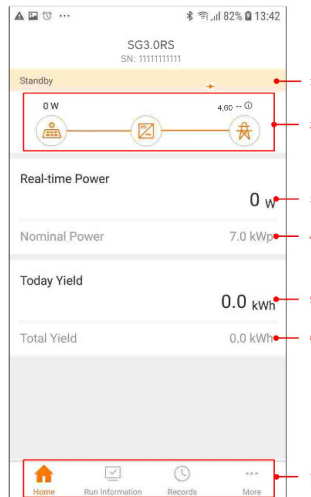 82% 13:42
SG3.0RS
SN: 11111111111
Standby
0 W
4.60 --
Real-time Power
0 W
Nominal Power 7.0 kWp
Today Yield
0.0 kWh
Total Yield 0.0 kWh
Home Run Information Records More